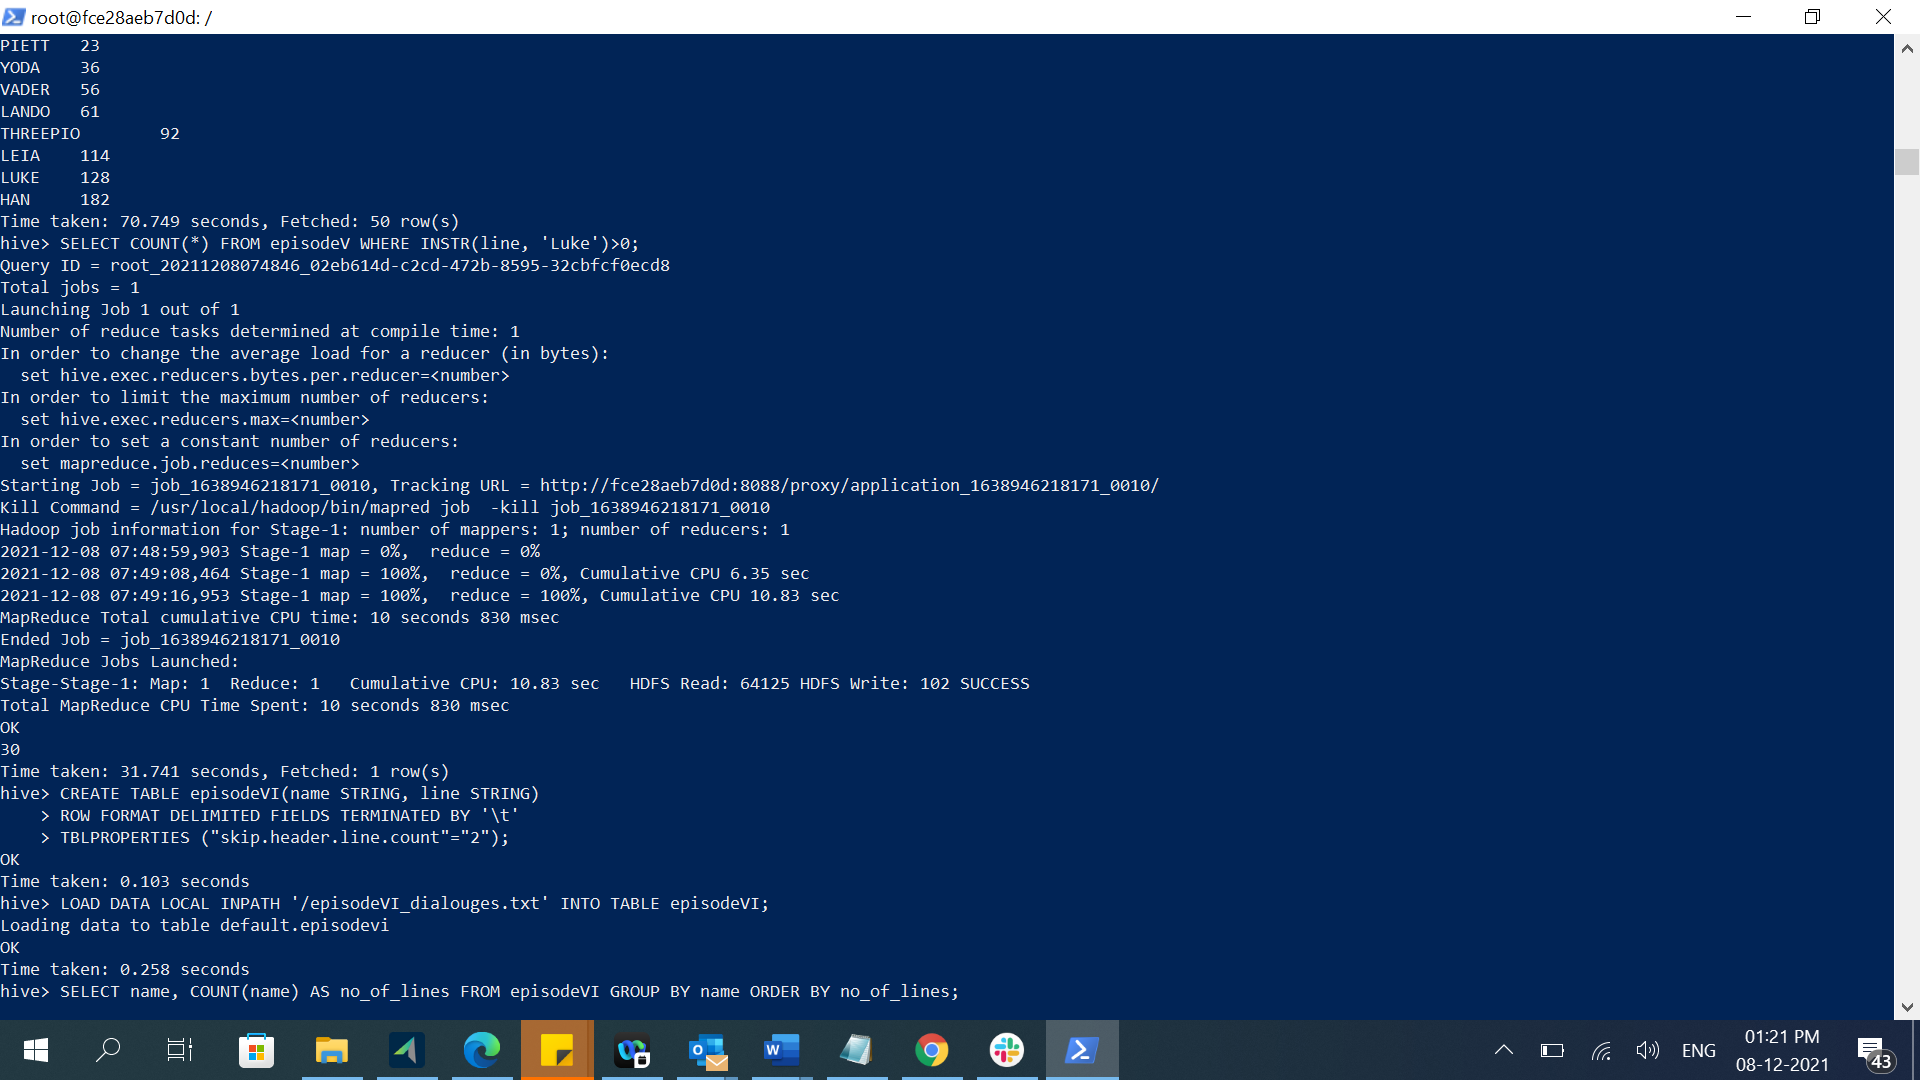 root@fce28aeb7d0d: /
PIETT   23
YODA    36
VADER   56
LANDO   61
THREEPIO        92
LEIA    114
LUKE    128
HAN     182
Time taken: 70.749 seconds, Fetched: 50 row(s)
hive> SELECT COUNT(*) FROM episodeV WHERE INSTR(line, 'Luke')>0;
Query ID = root_20211208074846_02eb614d-c2cd-472b-8595-32cbfcf0ecd8
Total jobs = 1
Launching Job 1 out of 1
Number of reduce tasks determined at compile time: 1
In order to change the average load for a reducer (in bytes):
  set hive.exec.reducers.bytes.per.reducer=<number>
In order to limit the maximum number of reducers:
  set hive.exec.reducers.max=<number>
In order to set a constant number of reducers:
  set mapreduce.job.reduces=<number>
Starting Job = job_1638946218171_0010, Tracking URL = http://fce28aeb7d0d:8088/proxy/application_1638946218171_0010/
Kill Command = /usr/local/hadoop/bin/mapred job  -kill job_1638946218171_0010
Hadoop job information for Stage-1: number of mappers: 1; number of reducers: 1
2021-12-08 07:48:59,903 Stage-1 map = 0%,  reduce = 0%
2021-12-08 07:49:08,464 Stage-1 map = 100%,  reduce = 0%, Cumulative CPU 6.35 sec
2021-12-08 07:49:16,953 Stage-1 map = 100%,  reduce = 100%, Cumulative CPU 10.83 sec
MapReduce Total cumulative CPU time: 10 seconds 830 msec
Ended Job = job_1638946218171_0010
MapReduce Jobs Launched:
Stage-Stage-1: Map: 1  Reduce: 1   Cumulative CPU: 10.83 sec   HDFS Read: 64125 HDFS Write: 102 SUCCESS
Total MapReduce CPU Time Spent: 10 seconds 830 msec
OK
30
Time taken: 31.741 seconds, Fetched: 1 row(s)
hive> CREATE TABLE episodeVI(name STRING, line STRING)
    > ROW FORMAT DELIMITED FIELDS TERMINATED BY '\t'
    > TBLPROPERTIES ("skip.header.line.count"="2");
OK
Time taken: 0.103 seconds
hive> LOAD DATA LOCAL INPATH '/episodeVI_dialouges.txt' INTO TABLE episodeVI;
Loading data to table default.episodevi
OK
Time taken: 0.258 seconds
hive> SELECT name, COUNT(name) AS no_of_lines FROM episodeVI GROUP BY name ORDER BY no_of_lines;
ENG
01:21 PM
08-12-2021
43